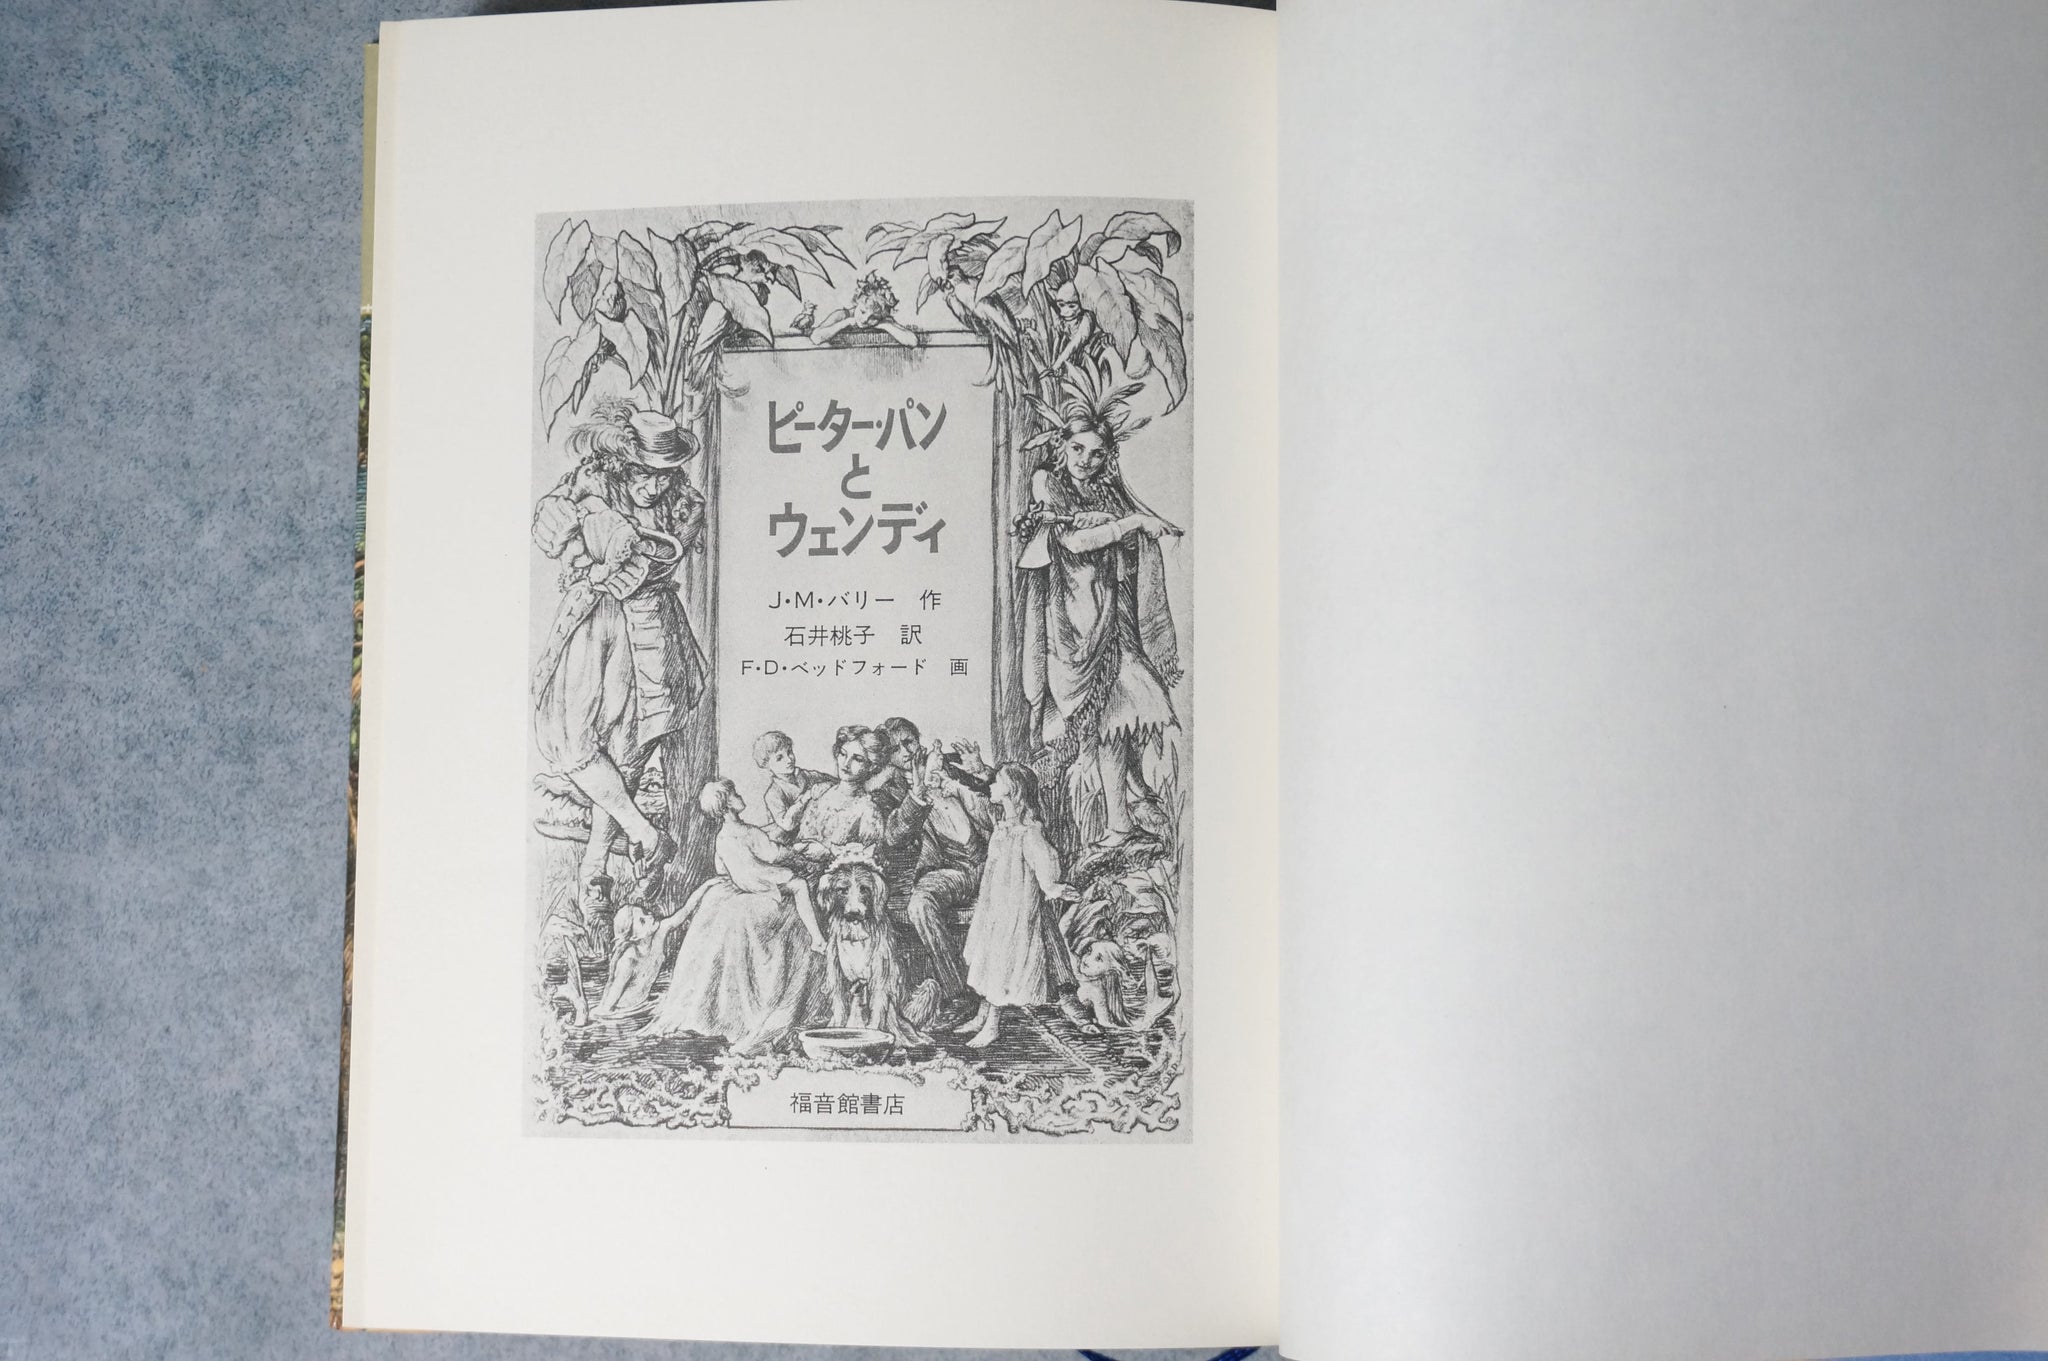 ピーター・パン
と
ウェンディ
J・M・バリー 作
石井桃子 訳
F・D・ベッドフォード 画
福音館書店